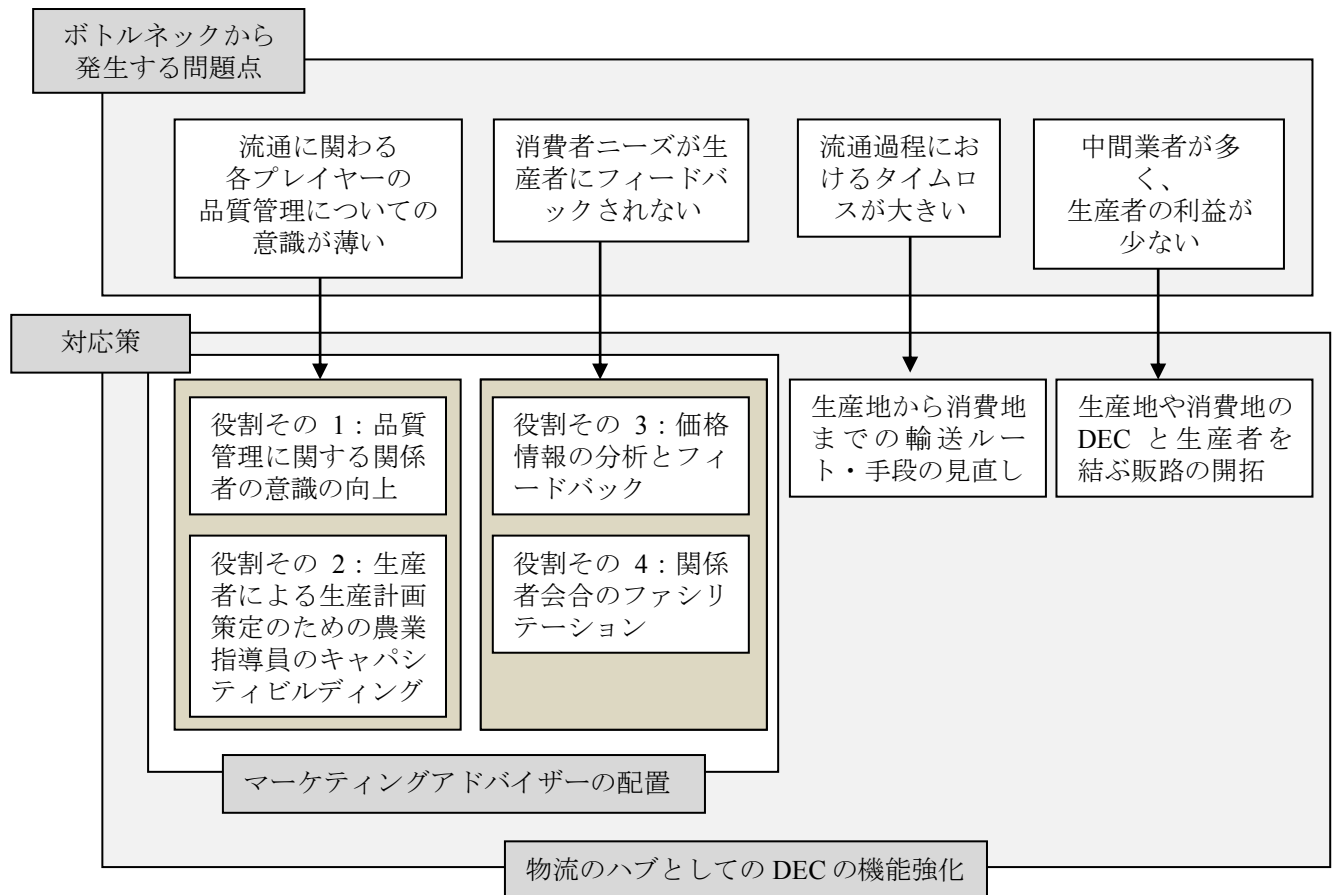 ボトルネックから
発生する問題点
流通に関わる
各プレイヤーの
品質管理についての
意識が薄い
消費者ニーズが生
産者にフィードバ
ックされない
流通過程にお
けるタイムロ
スが大きい
中間業者が多
く、
生産者の利益が
少ない
対応策
役割その 1：品質
管理に関する関係
者の意識の向上
役割その 2：生産
者による生産計画
策定のための農業
指導員のキャパシ
ティビルディング
役割その 3：価格
情報の分析とフィ
ードバック
役割その 4：関係
者会合のファシリ
テーション
生産地から消費地
までの輸送ルー
ト・手段の見直し
生産地や消費地の
DEC と生産者を
結ぶ販路の開拓
マーケティングアドバイザーの配置
物流のハブとしての DEC の機能強化